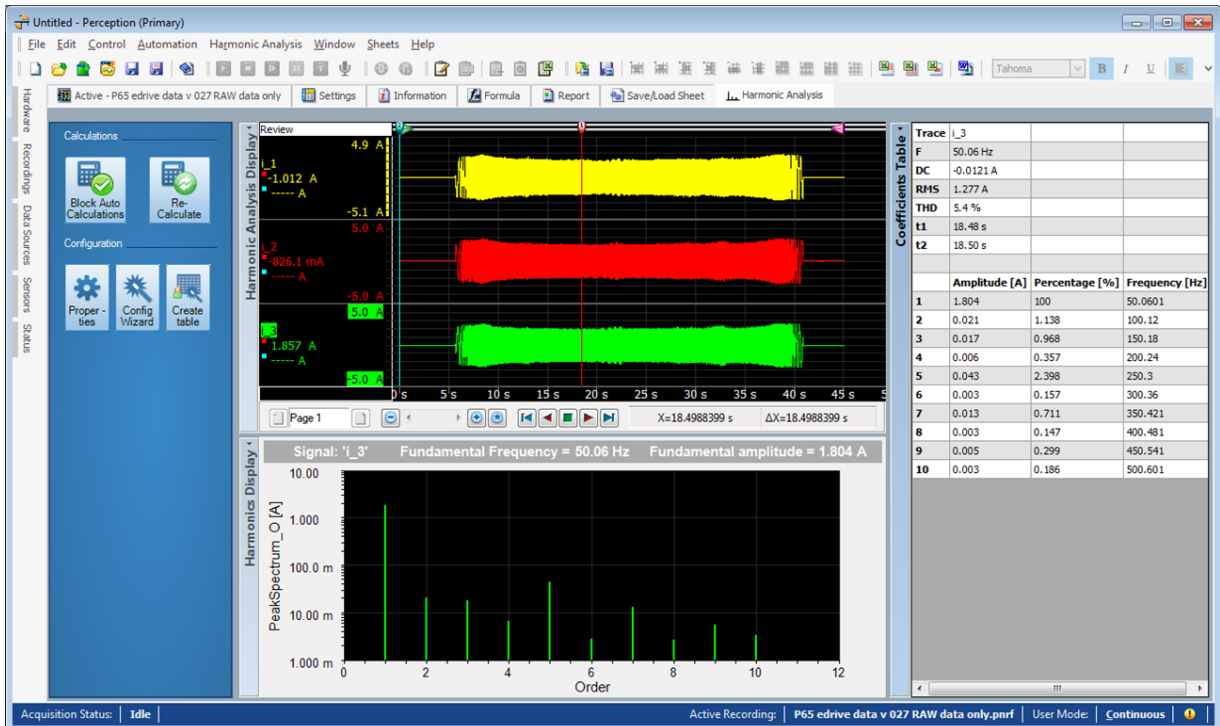 Untitled - Perception (Primary)
File Edit Control Automation Harmonic Analysis Window Sheets Help
Tahoma B I U E
Active - P65 edrive data v 027 RAW data only Settings Information Formula Report Save/Load Sheet Harmonic Analysis
Hardware
Recordings
Data Sources
Sensors
Status
Calculations
Block Auto Calculations
Re-Calculate
Configuration
Proper - ties
Config Wizard
Create table
Harmonic Analysis Display
Review
4.9 A
i_1
-1.012 A
----- A
-5.1 A
5.0 A
i_2
-826.1 mA
----- A
-5.0 A
5.0 A
i_3
1.857 A
----- A
-5.0 A
0 s 5 s 10 s 15 s 20 s 25 s 30 s 35 s 40 s 45 s 5
Page 1 X=18.4988399 s ΔX=18.4988399 s
Harmonics Display
Signal: 'i_3' Fundamental Frequency = 50.06 Hz Fundamental amplitude = 1.804 A
PeakSpectrum_O [A]
10.00
1.000
100.0 m
10.00 m
1.000 m
0 2 4 6 8 10 12
Order
Coefficients Table
Trace i_3
F 50.06 Hz
DC -0.0121 A
RMS 1.277 A
THD 5.4 %
t1 18.48 s
t2 18.50 s
Amplitude [A] Percentage [%] Frequency [Hz]
1 1.804 100 50.0601
2 0.021 1.138 100.12
3 0.017 0.968 150.18
4 0.006 0.357 200.24
5 0.043 2.398 250.3
6 0.003 0.157 300.36
7 0.013 0.711 350.421
8 0.003 0.147 400.481
9 0.005 0.299 450.541
10 0.003 0.186 500.601
Acquisition Status: Idle Active Recording: P65 edrive data v 027 RAW data only.pnrf User Mode: Continuous